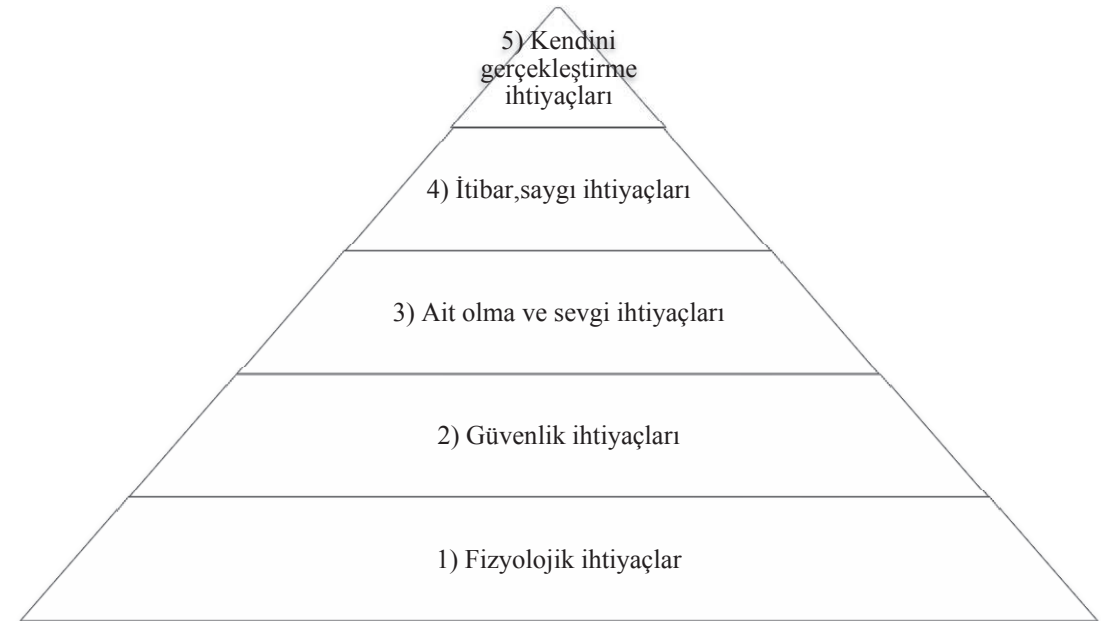 5) Kendini
gerçekleştirme
ihtiyaçları
4) İtibar,saygı ihtiyaçları
3) Ait olma ve sevgi ihtiyaçları
2) Güvenlik ihtiyaçları
1) Fizyolojik ihtiyaçlar